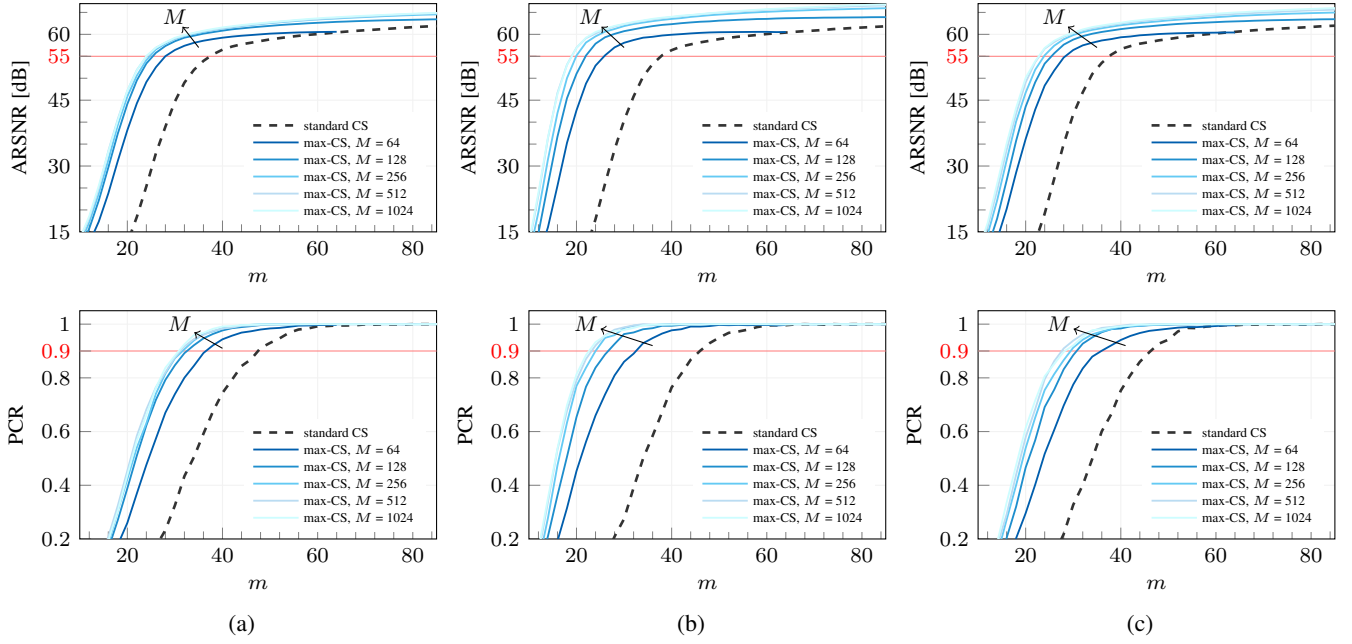 M
60
55
45
30
15
ARSNR [dB]
standard CS
max-CS, M = 64
max-CS, M = 128
max-CS, M = 256
max-CS, M = 512
max-CS, M = 1024
20 40 60 80
m
M
60
55
45
30
15
ARSNR [dB]
standard CS
max-CS, M = 64
max-CS, M = 128
max-CS, M = 256
max-CS, M = 512
max-CS, M = 1024
20 40 60 80
m
M
60
55
45
30
15
ARSNR [dB]
standard CS
max-CS, M = 64
max-CS, M = 128
max-CS, M = 256
max-CS, M = 512
max-CS, M = 1024
20 40 60 80
m
M
1
0.9
0.8
0.6
0.4
0.2
PCR
standard CS
max-CS, M = 64
max-CS, M = 128
max-CS, M = 256
max-CS, M = 512
max-CS, M = 1024
20 40 60 80
m
(a)
M
1
0.9
0.8
0.6
0.4
0.2
PCR
standard CS
max-CS, M = 64
max-CS, M = 128
max-CS, M = 256
max-CS, M = 512
max-CS, M = 1024
20 40 60 80
m
(b)
M
1
0.9
0.8
0.6
0.4
0.2
PCR
standard CS
max-CS, M = 64
max-CS, M = 128
max-CS, M = 256
max-CS, M = 512
max-CS, M = 1024
20 40 60 80
m
(c)